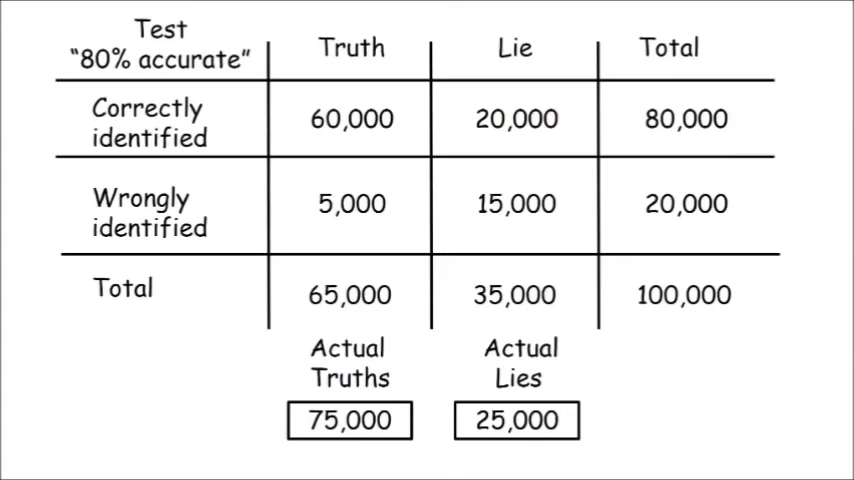 Test
“80% accurate”
Truth
Lie
Total
Correctly
identified
60,000
20,000
80,000
Wrongly
identified
5,000
15,000
20,000
Total
65,000
35,000
100,000
Actual
Truths
Actual
Lies
75,000
25,000